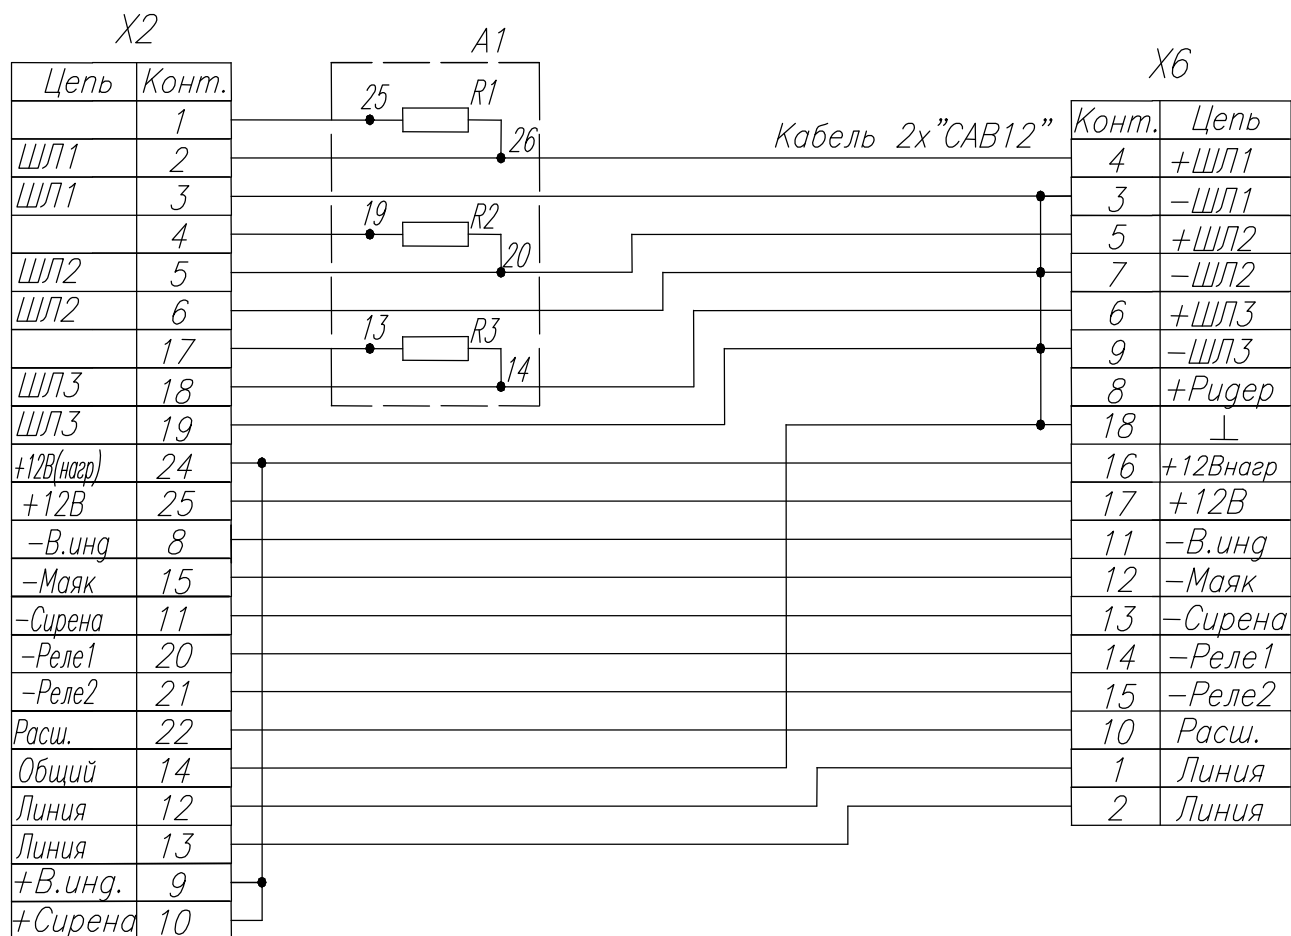 X2
Цепь Конт.
1
ШЛ1 2
ШЛ1 3
4
ШЛ2 5
ШЛ2 6
17
ШЛ3 18
ШЛ3 19
+12В(нагр) 24
+12В 25
-В.инд 8
-Маяк 15
-Сирена 11
-Реле1 20
-Реле2 21
Расш. 22
Общий 14
Линия 12
Линия 13
+В.инд. 9
+Сирена 10
А1
25 R1
26
19 R2
20
13 R3
14
Кабель 2х"САВ12"
X6
Конт. Цепь
4 +ШЛ1
3 -ШЛ1
5 +ШЛ2
7 -ШЛ2
6 +ШЛ3
9 -ШЛ3
8 +Ридер
18 ⊥
16 +12Внагр
17 +12В
11 -В.инд
12 -Маяк
13 -Сирена
14 -Реле1
15 -Реле2
10 Расш.
1 Линия
2 Линия